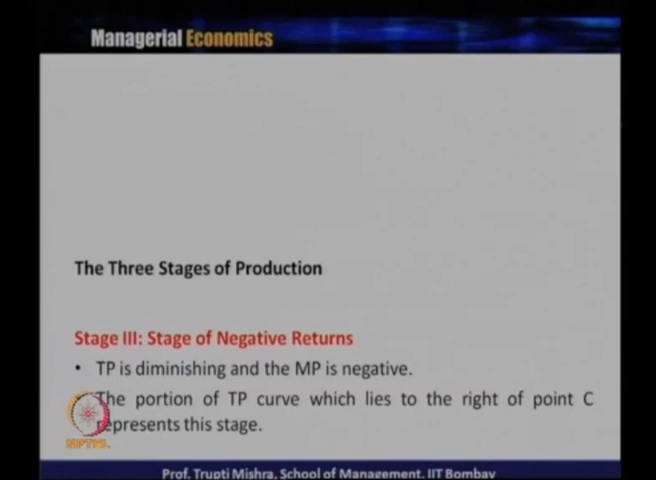 Managerial Economics
The Three Stages of Production
Stage III: Stage of Negative Returns
• TP is diminishing and the MP is negative.
The portion of TP curve which lies to the right of point C
represents this stage.
NPTEL
Prof. Trupti Mishra, School of Management, IIT Bombay